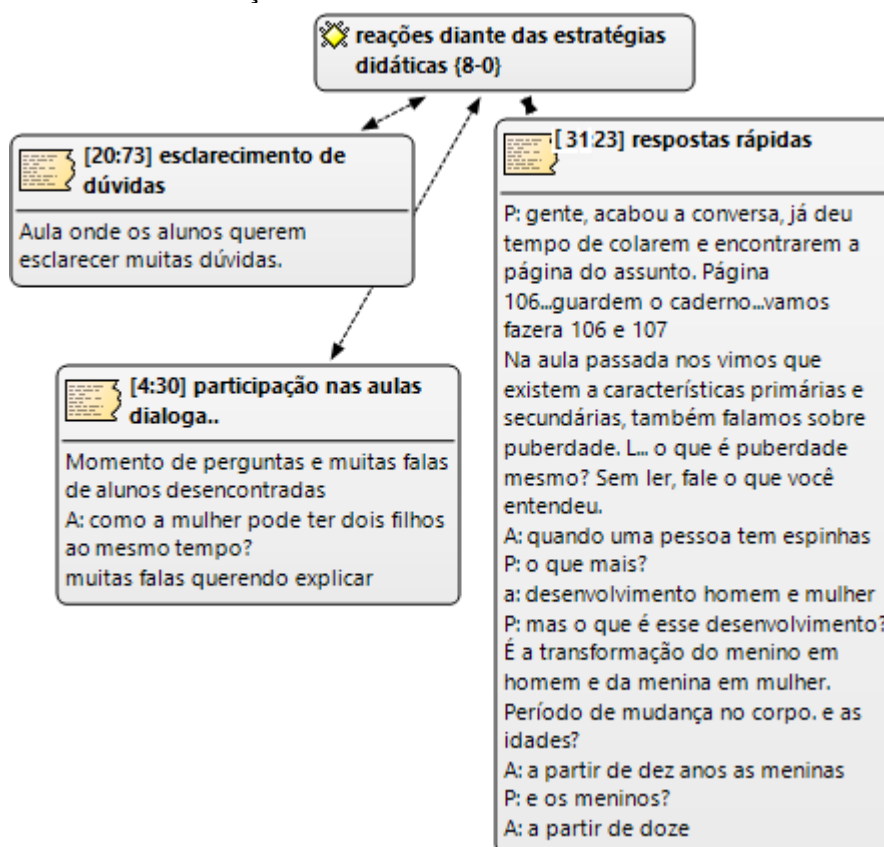 reações diante das estratégias
didáticas {8-0}
[20:73] esclarecimento de
dúvidas
Aula onde os alunos querem
esclarecer muitas dúvidas.
[4:30] participação nas aulas
dialoga..
Momento de perguntas e muitas falas
de alunos desencontradas
A: como a mulher pode ter dois filhos
ao mesmo tempo?
muitas falas querendo explicar
[31:23] respostas rápidas
P: gente, acabou a conversa, já deu
tempo de colarem e encontrarem a
página do assunto. Página
106...guardem o caderno...vamos
fazera 106 e 107
Na aula passada nos vimos que
existem a características primárias e
secundárias, também falamos sobre
puberdade. L... o que é puberdade
mesmo? Sem ler, fale o que você
entendeu.
A: quando uma pessoa tem espinhas
P: o que mais?
a: desenvolvimento homem e mulher
P: mas o que é esse desenvolvimento?
É a transformação do menino em
homem e da menina em mulher.
Período de mudança no corpo. e as
idades?
A: a partir de dez anos as meninas
P: e os meninos?
A: a partir de doze